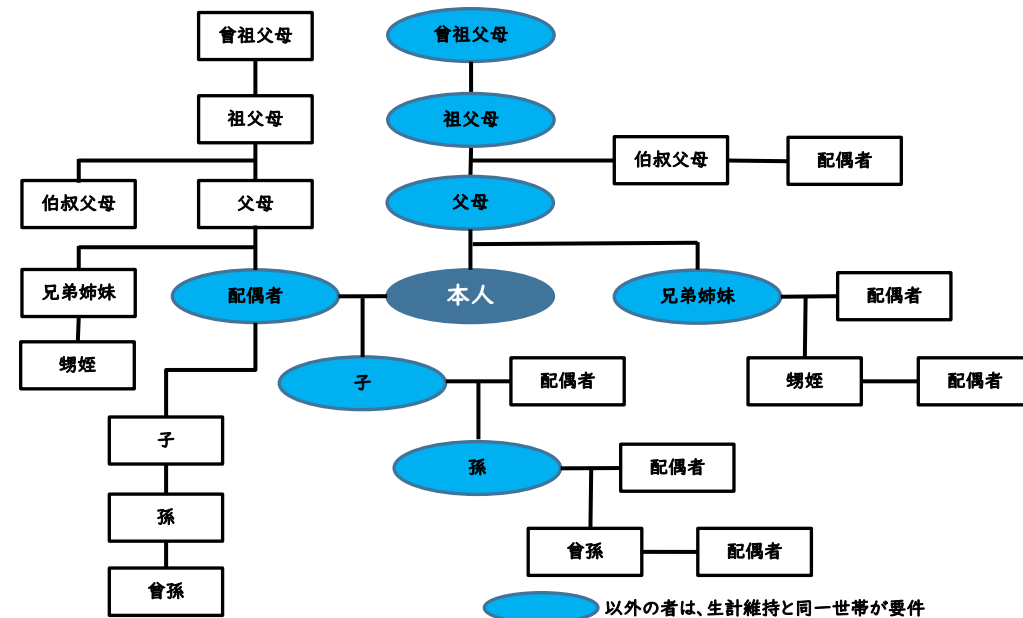 曾祖父母
曾祖父母
祖父母
祖父母
伯叔父母
配偶者
伯叔父母
父母
父母
兄弟姉妹
配偶者
本人
兄弟姉妹
配偶者
甥姪
子
配偶者
甥姪
配偶者
子
孫
配偶者
孫
曾孫
配偶者
曾孫
以外の者は、生計維持と同一世帯が要件